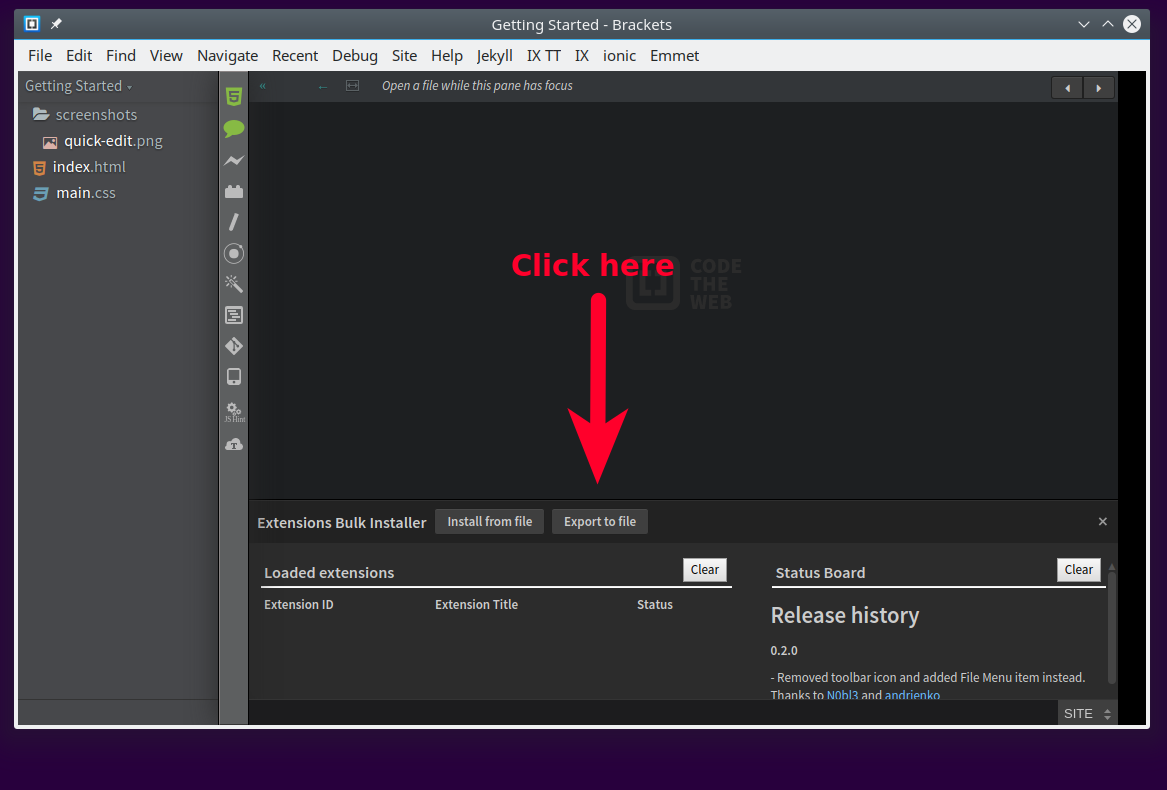 Getting Started - Brackets
File Edit Find View Navigate Recent Debug Site Help Jekyll IX TT IX ionic Emmet
Getting Started
screenshots
quick-edit.png
index.html
main.css
« ← Open a file while this pane has focus
JSHint
Click here
CODE
THE
WEB
Extensions Bulk Installer Install from file Export to file ×
Loaded extensions Clear
Extension ID Extension Title Status
Status Board Clear
Release history
0.2.0
- Removed toolbar icon and added File Menu item instead.
Thanks to N0bl3 and andrienko
SITE